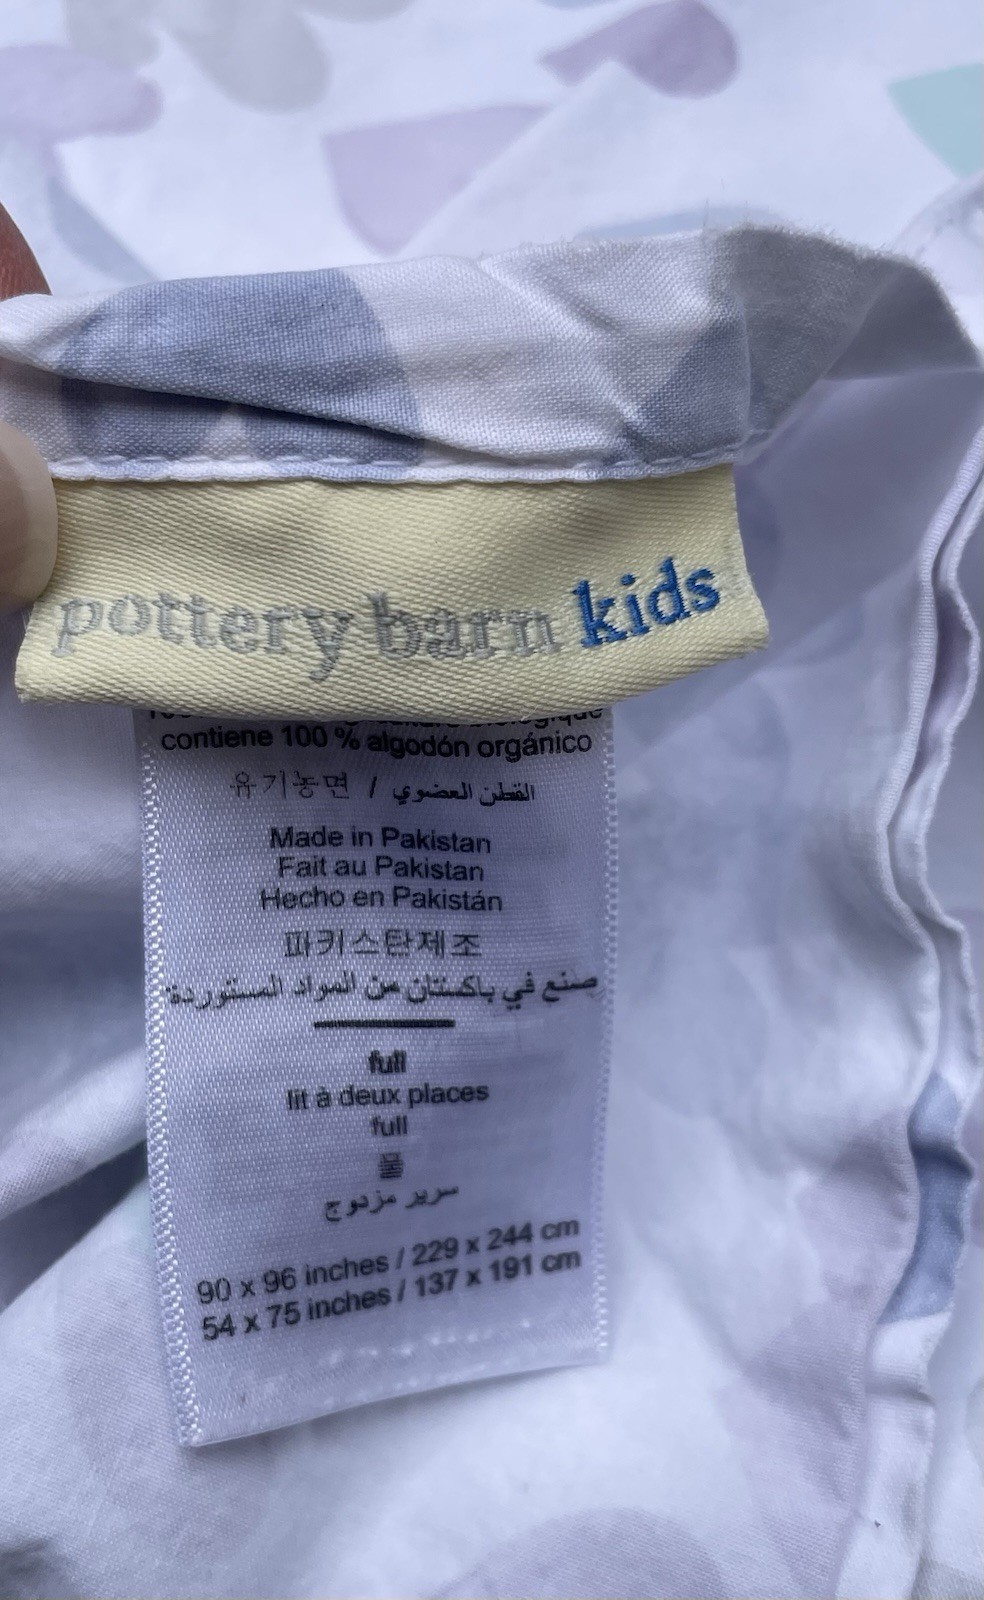 pottery barn kids
biologique
contiene 100 % algodón orgánico
유기농면 / القطن العضوي
Made in Pakistan
Fait au Pakistan
Hecho en Pakistán
파키스탄제조
صنع في باكستان من المواد المستوردة
full
lit à deux places
full
풀
سرير مزدوج
90 x 96 inches / 229 x 244 cm
54 x 75 inches / 137 x 191 cm